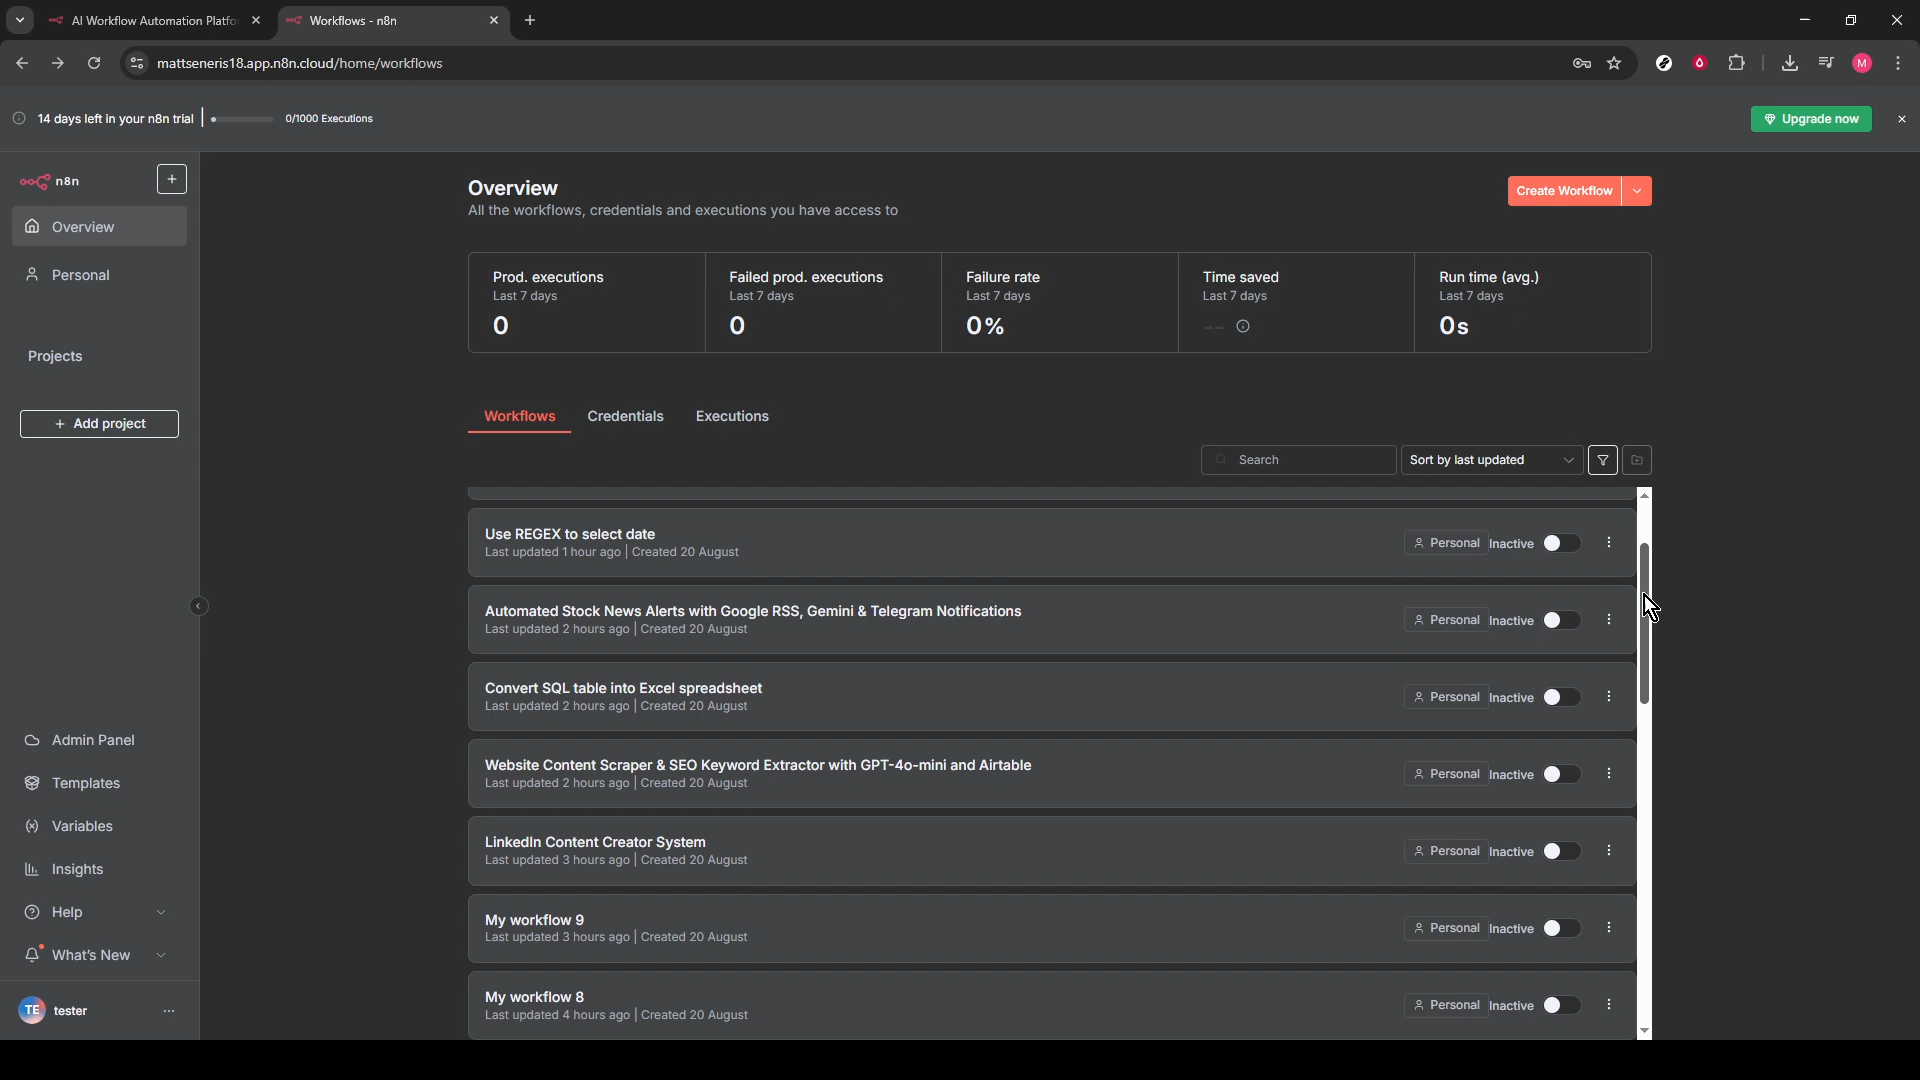 AI Workflow Automation Platfo
Workflows - n8n
mattseneris18.app.n8n.cloud/home/workflows
M
14 days left in your n8n trial
0/1000 Executions
Upgrade now
n8n
Overview
Personal
Projects
Add project
Admin Panel
Templates
Variables
Insights
Help
What's New
TE
tester
Overview
All the workflows, credentials and executions you have access to
Create Workflow
Prod. executions
Last 7 days
0
Failed prod. executions
Last 7 days
0
Failure rate
Last 7 days
0%
Time saved
Last 7 days
--
Run time (avg.)
Last 7 days
0s
Workflows
Credentials
Executions
Search
Sort by last updated
Use REGEX to select date
Last updated 1 hour ago | Created 20 August
Personal
Inactive
Automated Stock News Alerts with Google RSS, Gemini & Telegram Notifications
Last updated 2 hours ago | Created 20 August
Personal
Inactive
Convert SQL table into Excel spreadsheet
Last updated 2 hours ago | Created 20 August
Personal
Inactive
Website Content Scraper & SEO Keyword Extractor with GPT-4o-mini and Airtable
Last updated 2 hours ago | Created 20 August
Personal
Inactive
LinkedIn Content Creator System
Last updated 3 hours ago | Created 20 August
Personal
Inactive
My workflow 9
Last updated 3 hours ago | Created 20 August
Personal
Inactive
My workflow 8
Last updated 4 hours ago | Created 20 August
Personal
Inactive